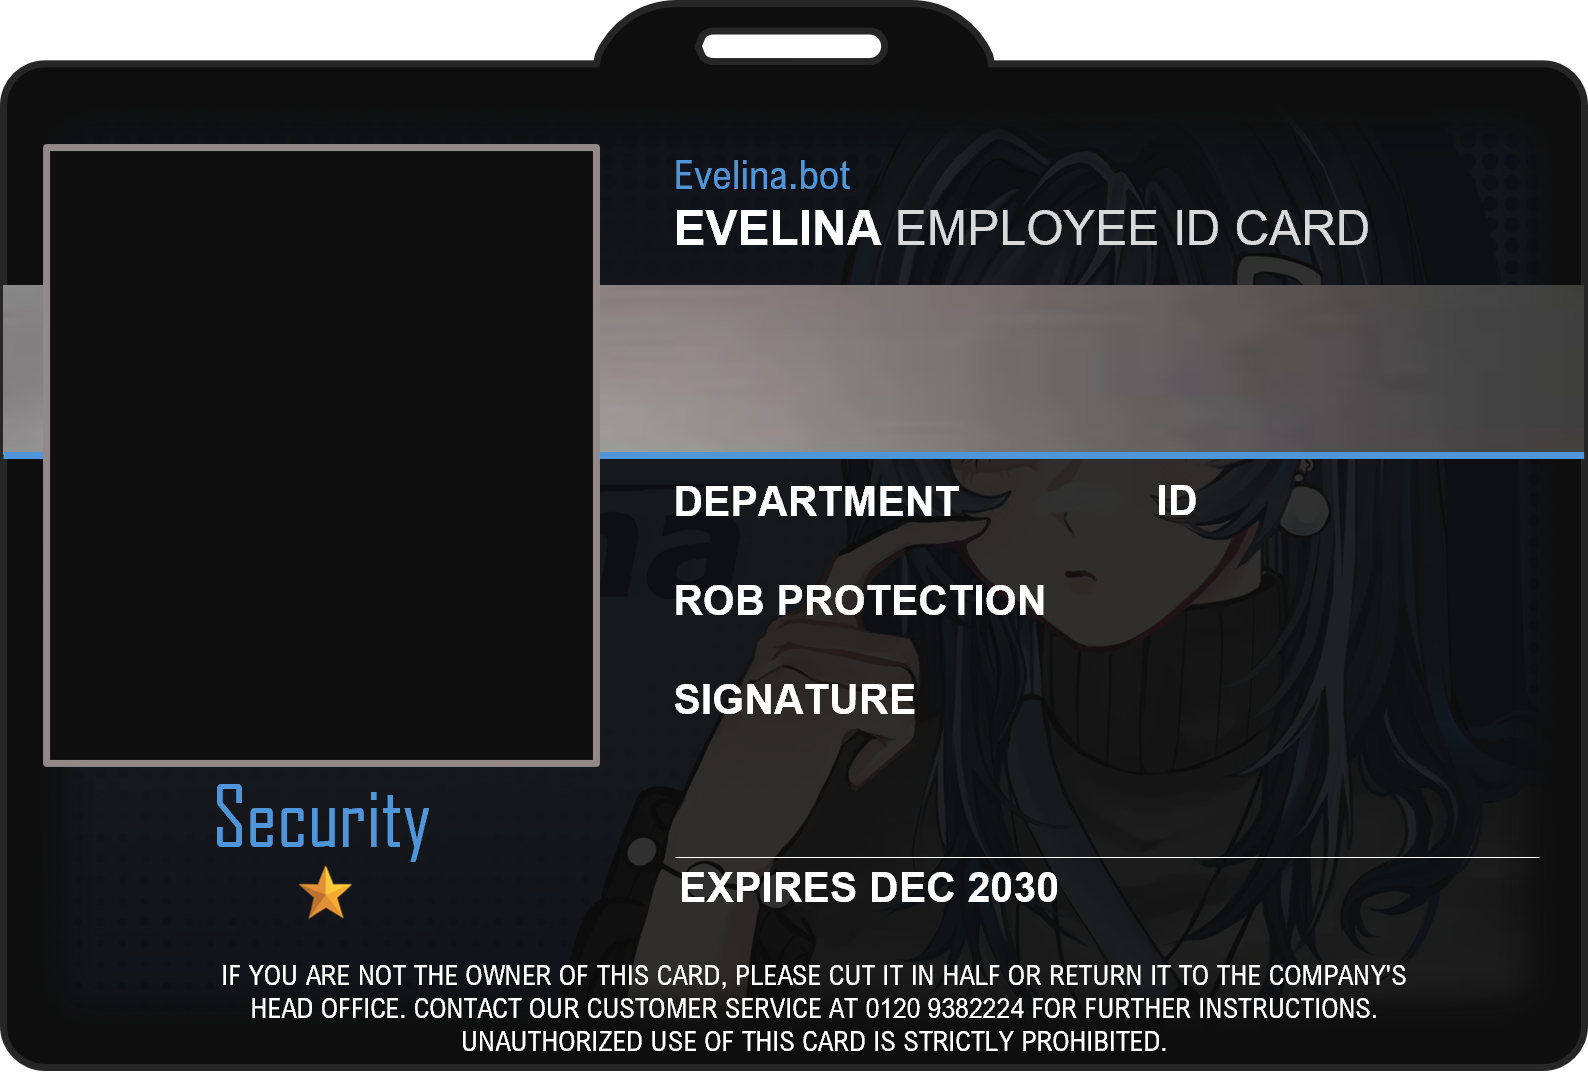 Evelina.bot
EVELINA EMPLOYEE ID CARD
DEPARTMENT ID
na
ROB PROTECTION
SIGNATURE
Security
EXPIRES DEC 2030
IF YOU ARE NOT THE OWNER OF THIS CARD, PLEASE CUT IT IN HALF OR RETURN IT TO THE COMPANY'S
HEAD OFFICE. CONTACT OUR CUSTOMER SERVICE AT 0120 9382224 FOR FURTHER INSTRUCTIONS.
UNAUTHORIZED USE OF THIS CARD IS STRICTLY PROHIBITED.